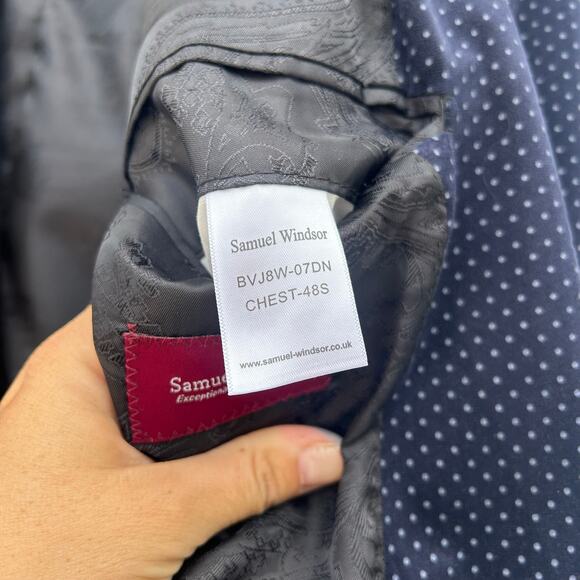 Samuel Windsor
BVJ8W-07DN
CHEST-48S
www.samuel-windsor.co.uk